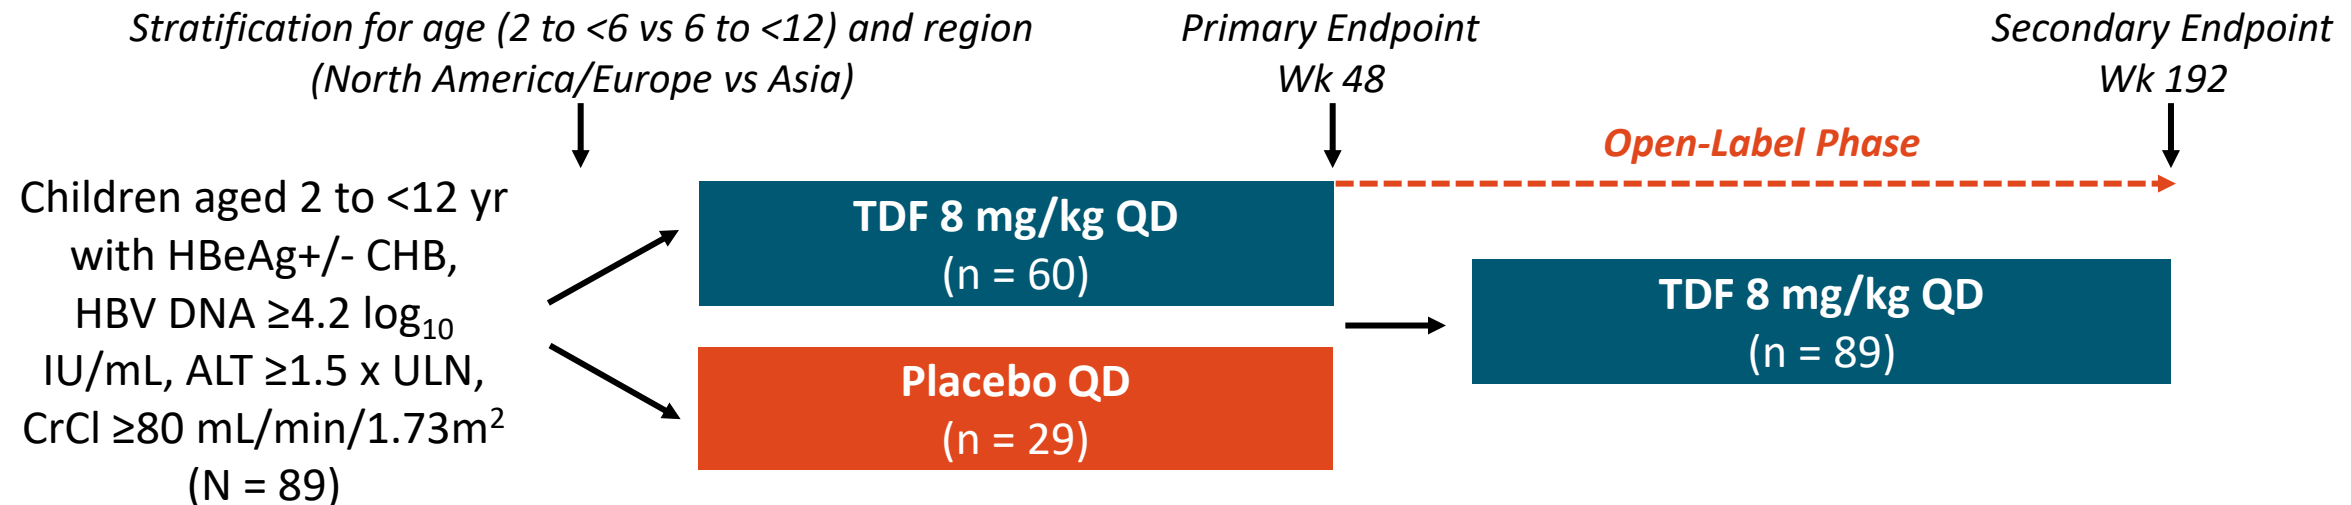 Stratification for age (2 to <6 vs 6 to <12) and region
(North America/Europe vs Asia)
Primary Endpoint
Wk 48
Secondary Endpoint
Wk 192
Open-Label Phase
Children aged 2 to <12 yr
with HBeAg+/- CHB,
HBV DNA ≥4.2 log₁₀
IU/mL, ALT ≥1.5 x ULN,
CrCl ≥80 mL/min/1.73m²
(N = 89)
TDF 8 mg/kg QD
(n = 60)
Placebo QD
(n = 29)
TDF 8 mg/kg QD
(n = 89)